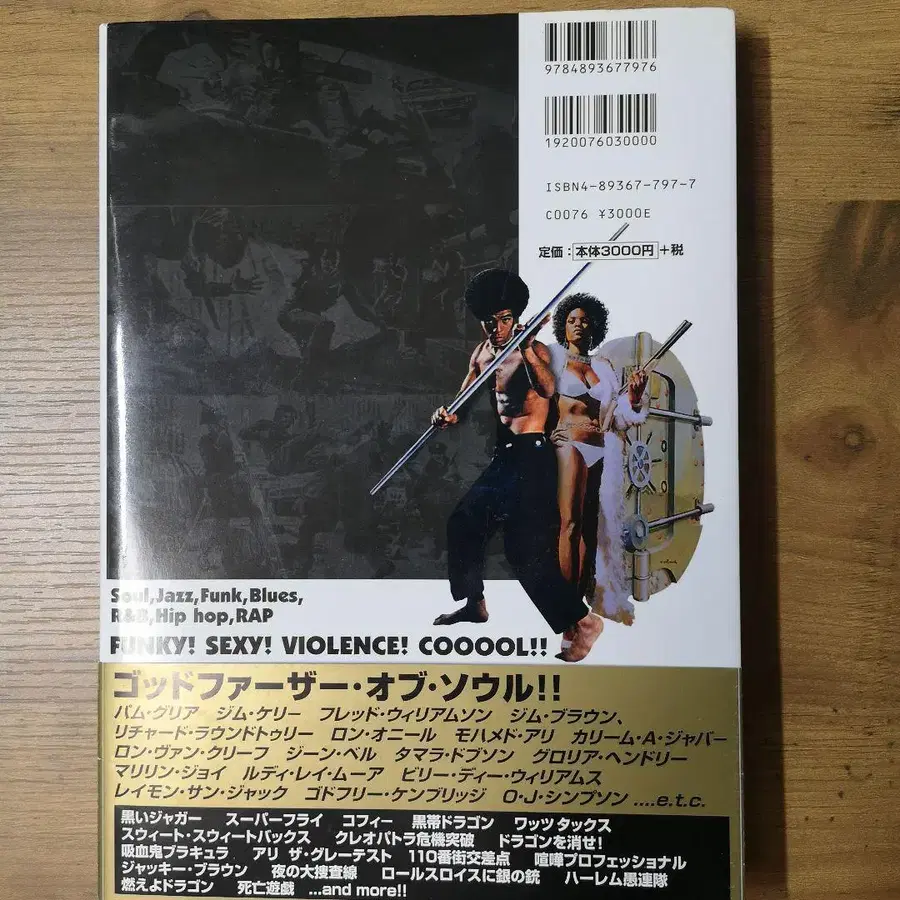 9784893677976
1920076030000
ISBN4-89367-797-7
C0076 ¥3000E
定価：本体3000円＋税
Soul,Jazz,Funk,Blues,
R&B,Hip hop,RAP
FUNKY! SEXY! VIOLENCE! COOOOL!!
ゴッドファーザー・オブ・ソウル!!
パム・グリア　ジム・ケリー　フレッド・ウィリアムソン　ジム・ブラウン、
リチャード・ラウンドトゥリー　ロン・オニール　モハメド・アリ　カリーム・A・ジャバー
ロン・ヴァン・クリーフ　ジーン・ベル　タマラ・ドブソン　グロリア・ヘンドリー
マリリン・ジョイ　ルディ・レイ・ムーア　ビリー・ディー・ウィリアムス
レイモン・サン・ジャック　ゴドフリー・ケンブリッジ　O・J・シンプソン ....e.t.c.
黒いジャガー　スーパーフライ　コフィー　黒帯ドラゴン　ワッツタックス
スウィート・スウィートバックス　クレオパトラ危機突破　ドラゴンを消せ!
吸血鬼ブラキュラ　アリ ザ・グレーテスト　110番街交差点　喧嘩プロフェッショナル
ジャッキー・ブラウン　夜の大捜査線　ロールスロイスに銀の銃　ハーレム愚連隊
燃えよドラゴン　死亡遊戯　...and more!!